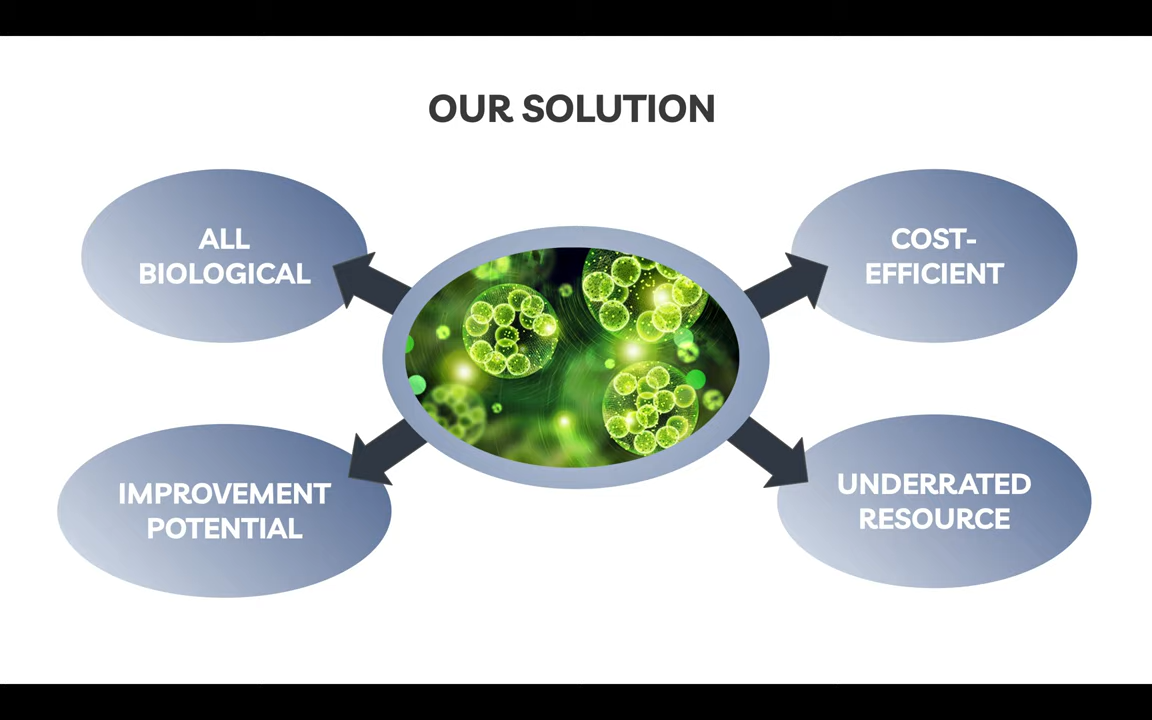 OUR SOLUTION
ALL
BIOLOGICAL
COST-
EFFICIENT
IMPROVEMENT
POTENTIAL
UNDERRATED
RESOURCE